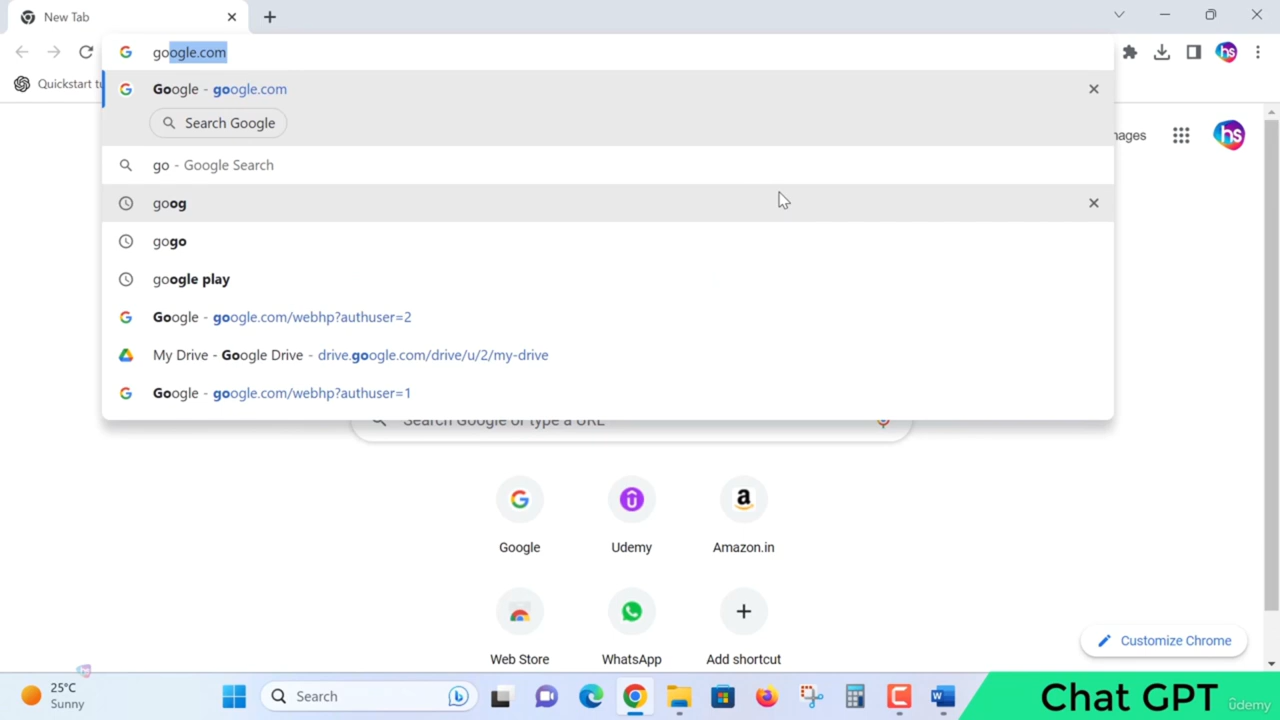 New Tab
google.com
Quickstart tu
Google - google.com
Search Google
go - Google Search
goog
gogo
google play
Google - google.com/webhp?authuser=2
My Drive - Google Drive - drive.google.com/drive/u/2/my-drive
Google - google.com/webhp?authuser=1
hs
hs
Search Google or type a URL
Google
Udemy
Amazon.in
Web Store
WhatsApp
Add shortcut
Customize Chrome
25°C
Sunny
Search
Chat GPT
udemy